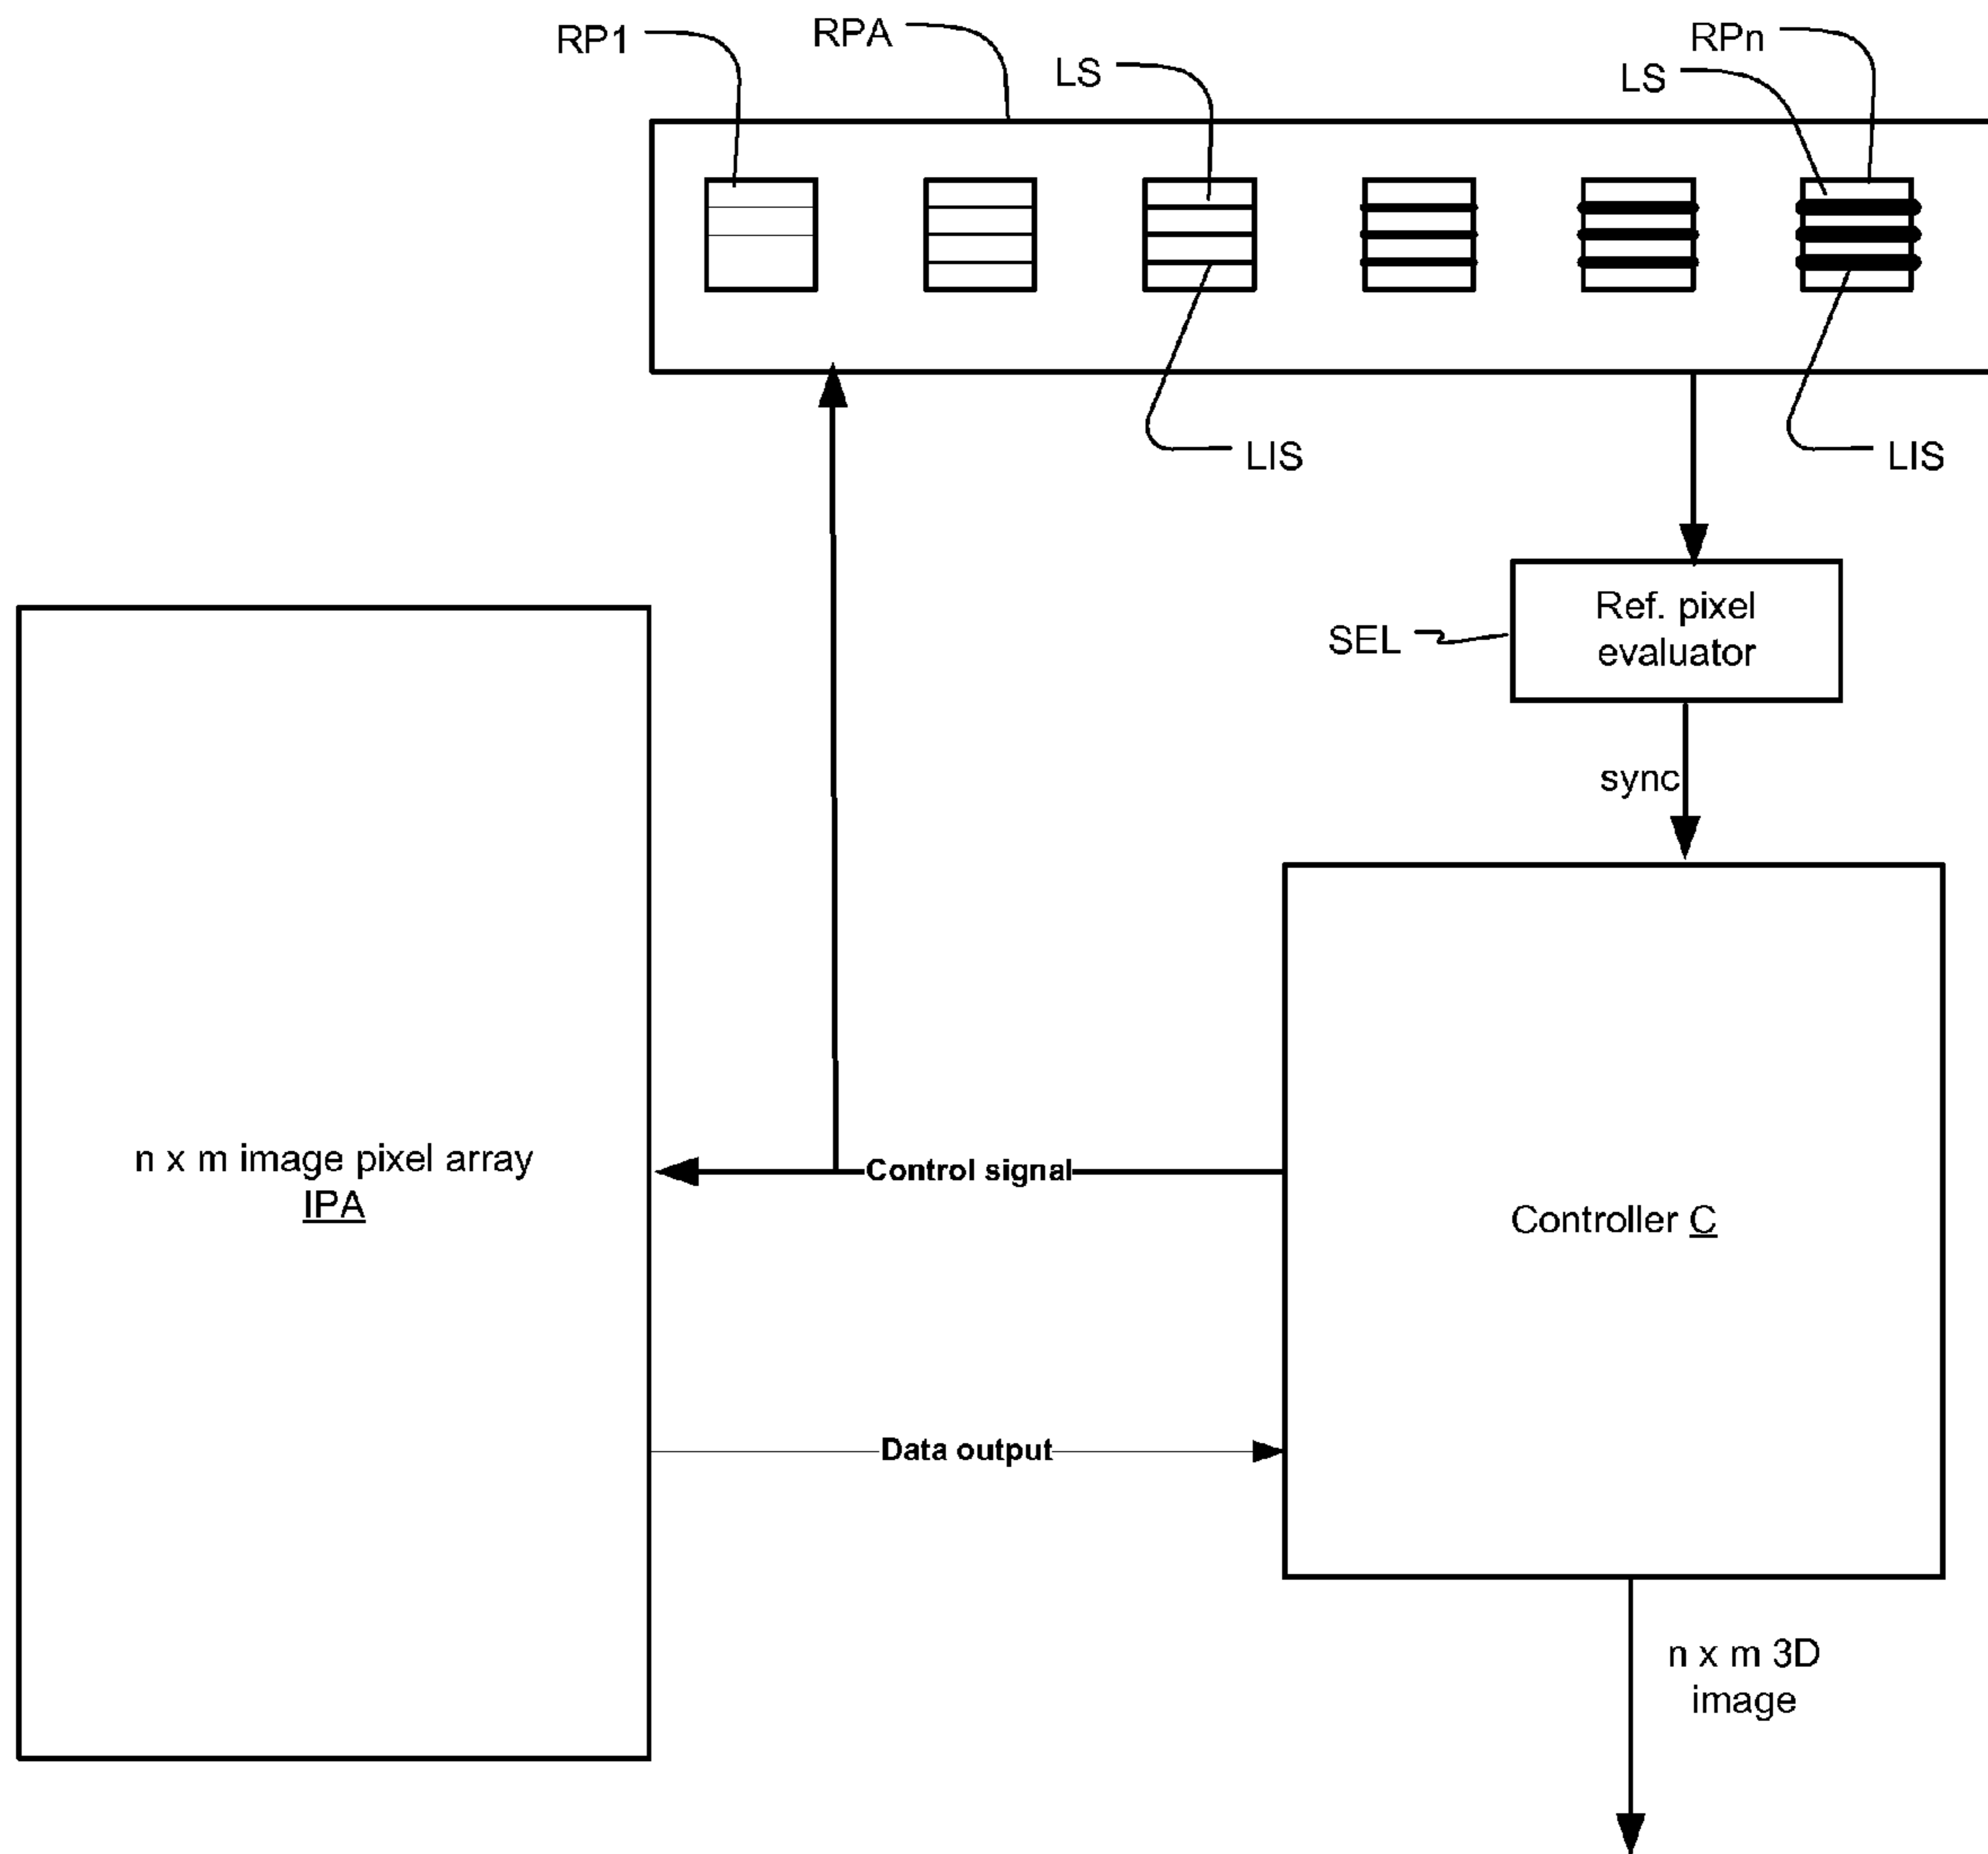 RP1
RPA
LS
RPn
LS
LIS
LIS
Ref. pixel
evaluator
SEL
sync
n x m image pixel array
IPA
Control signal
Controller C
Data output
n x m 3D
image